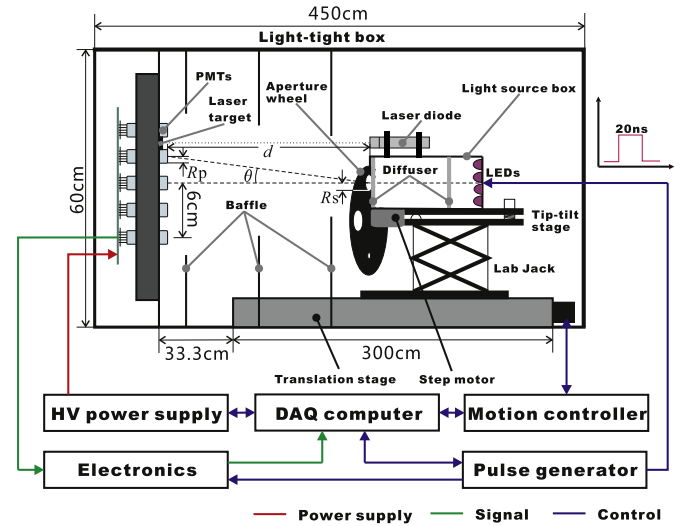 450cm
Light-tight box
PMTs
Laser
target
Aperture
wheel
Light source box
Laser diode
20ns
d
Rp
θ
Diffuser
LEDs
60cm
6cm
Rs
Baffle
Tip-tilt
stage
Lab Jack
33.3cm
300cm
Translation stage
Step motor
HV power supply
DAQ computer
Motion controller
Electronics
Pulse generator
Power supply
Signal
Control